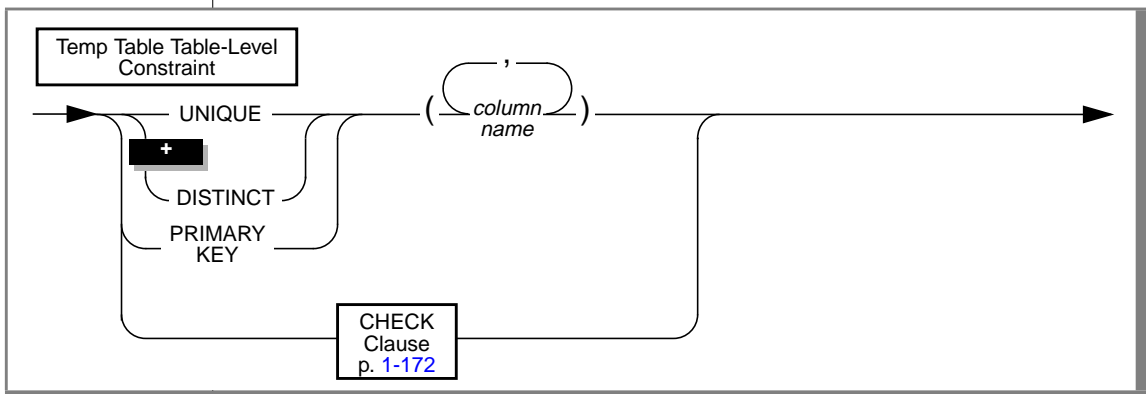 Temp Table Table-Level
Constraint
UNIQUE
+
DISTINCT
PRIMARY
KEY
( column
name )
,
CHECK
Clause
p. 1-172